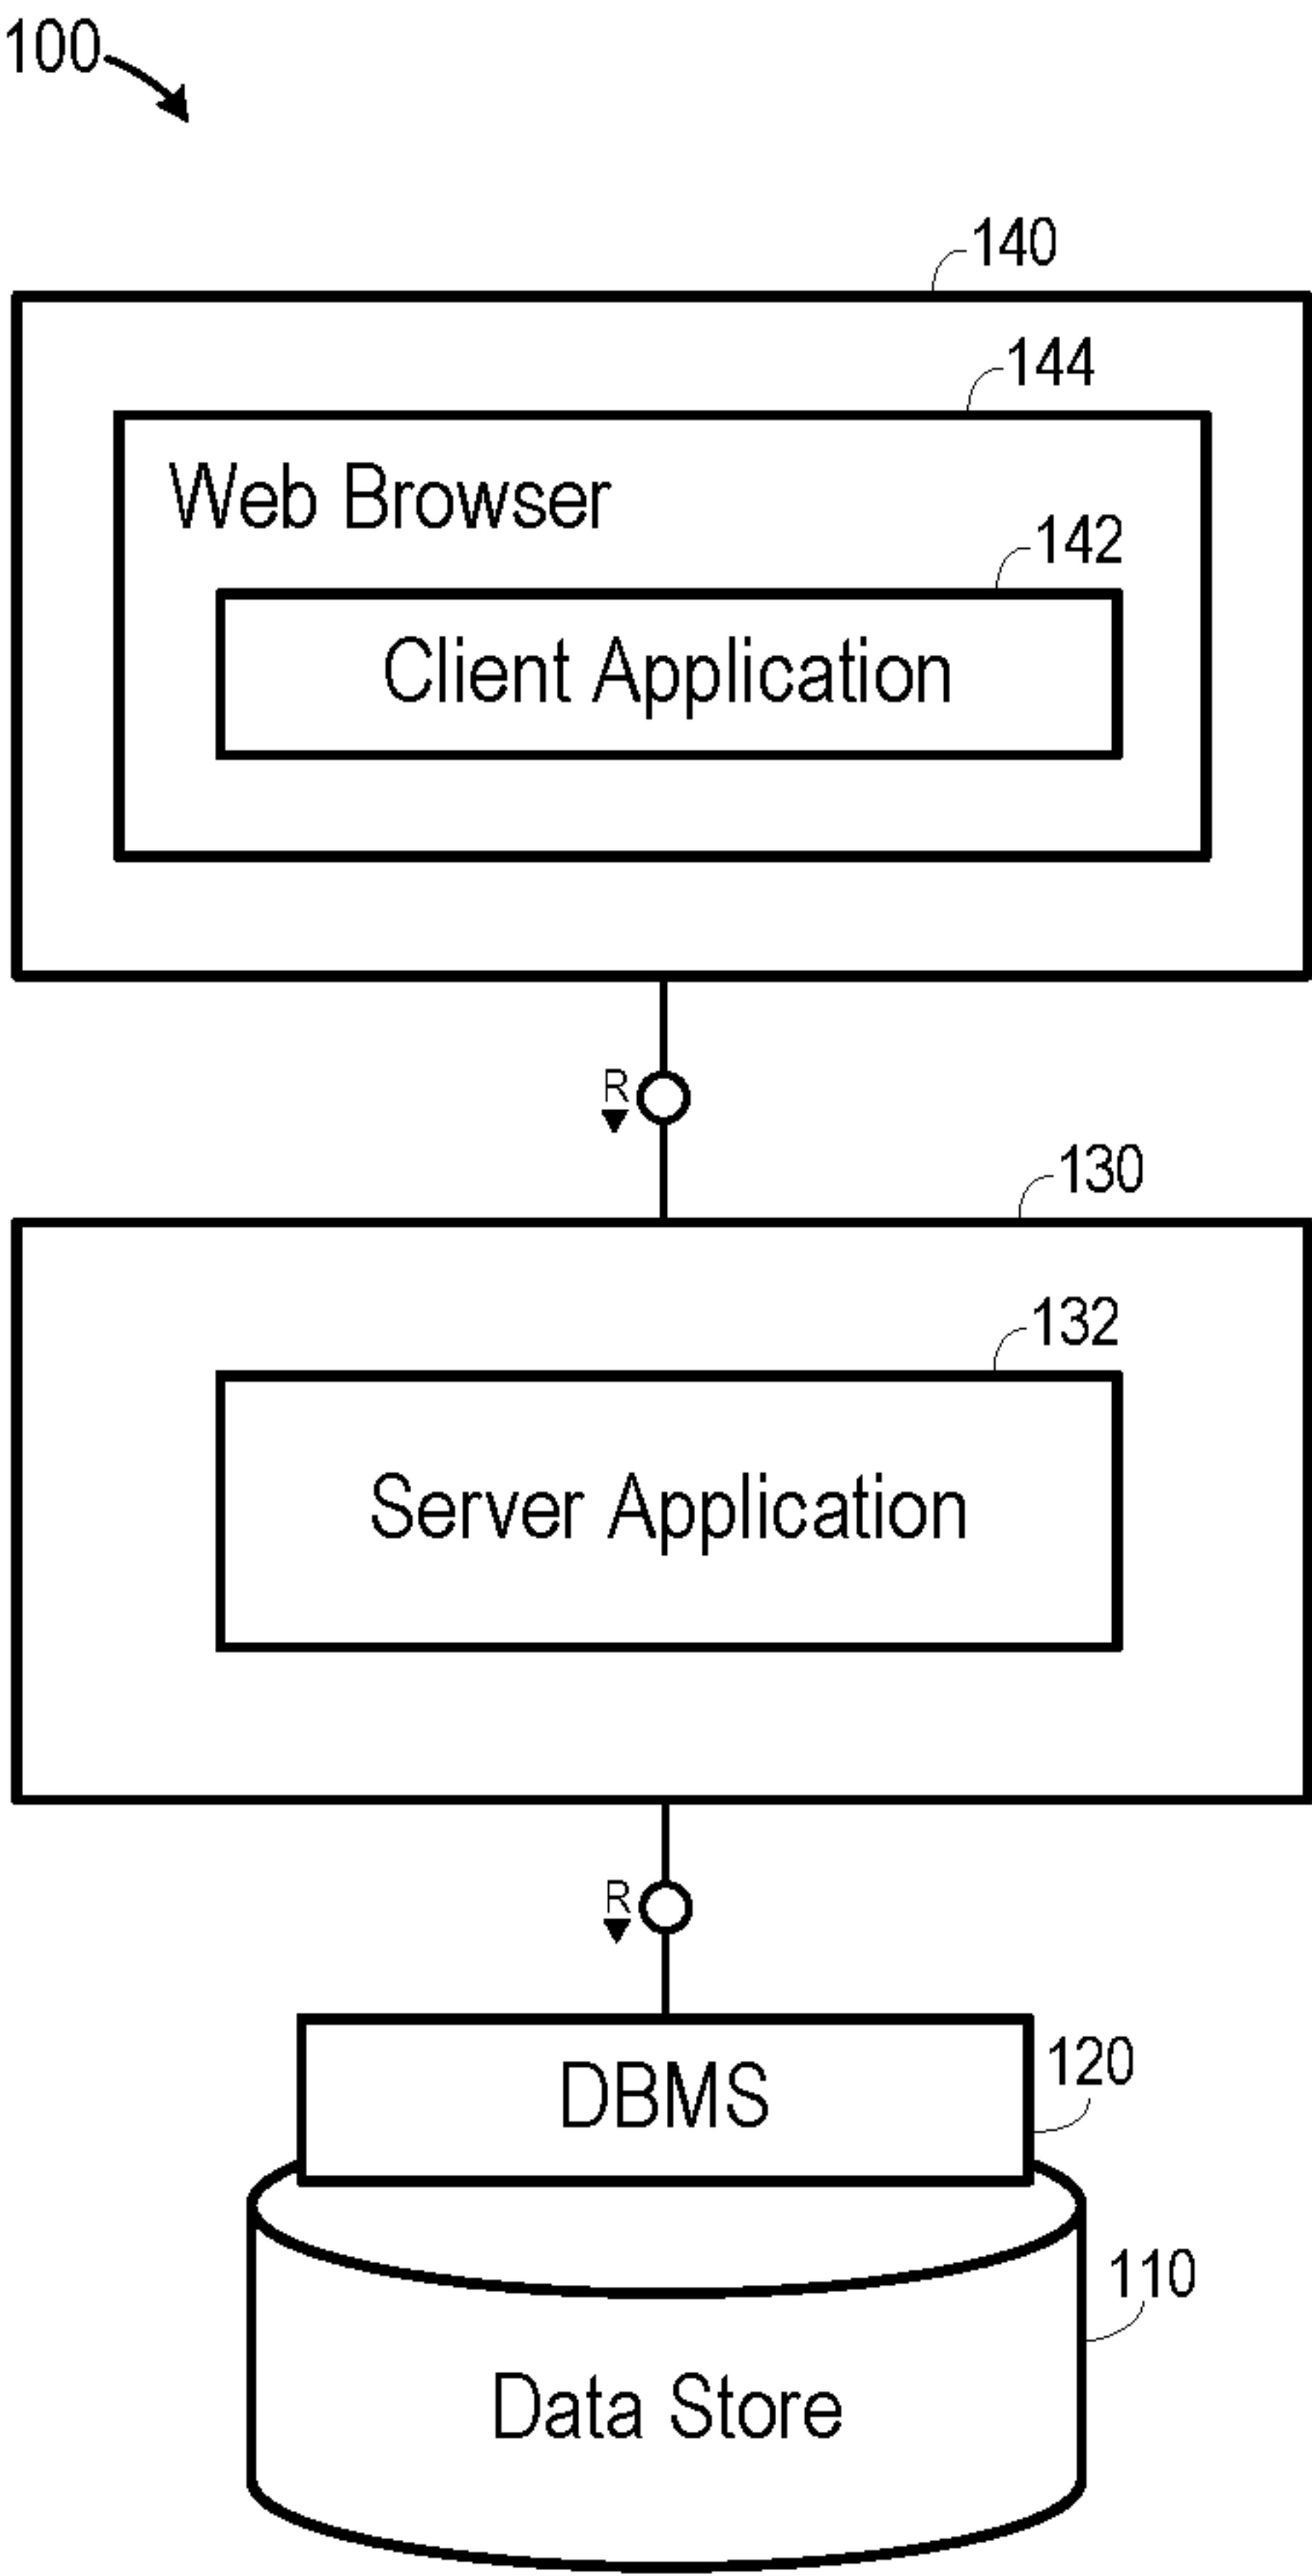 100
140
144
Web Browser
142
Client Application
R
130
132
Server Application
R
DBMS
120
110
Data Store